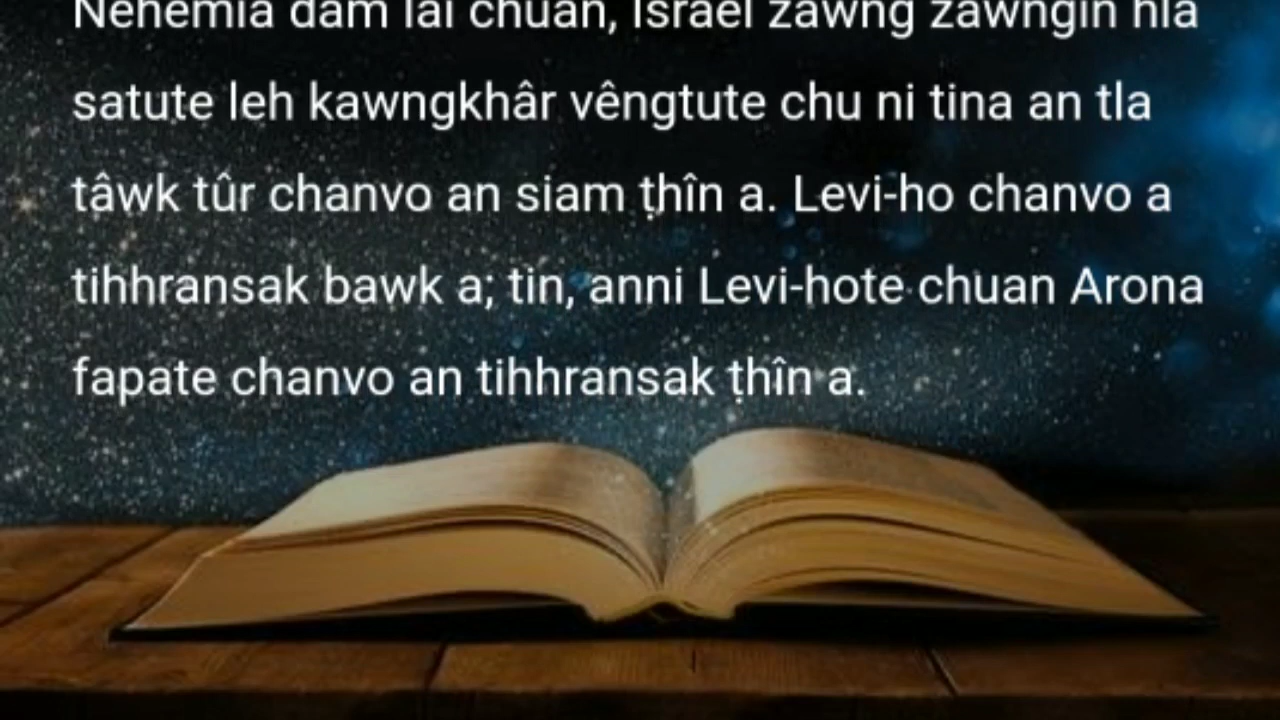 Nehemia dam lai chuan, Israel zawng zawngin hla
satute leh kawngkhâr vêngtute chu ni tina an tla
tâwk tûr chanvo an siam ṭhîn a. Levi-ho chanvo a
tihhransak bawk a; tin, anni Levi-hote chuan Arona
fapate chanvo an tihhransak ṭhîn a.